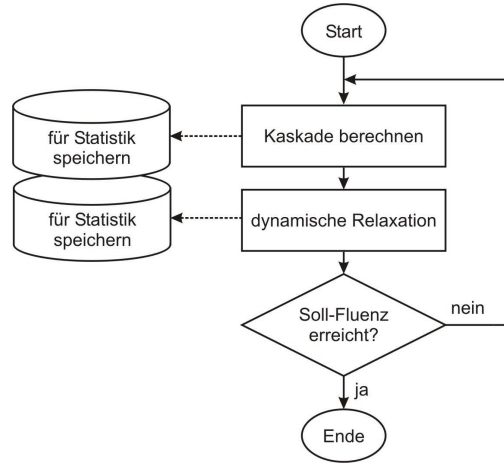 Start
Kaskade berechnen
für Statistik
speichern
dynamische Relaxation
für Statistik
speichern
Soll-Fluenz
erreicht?
nein
ja
Ende